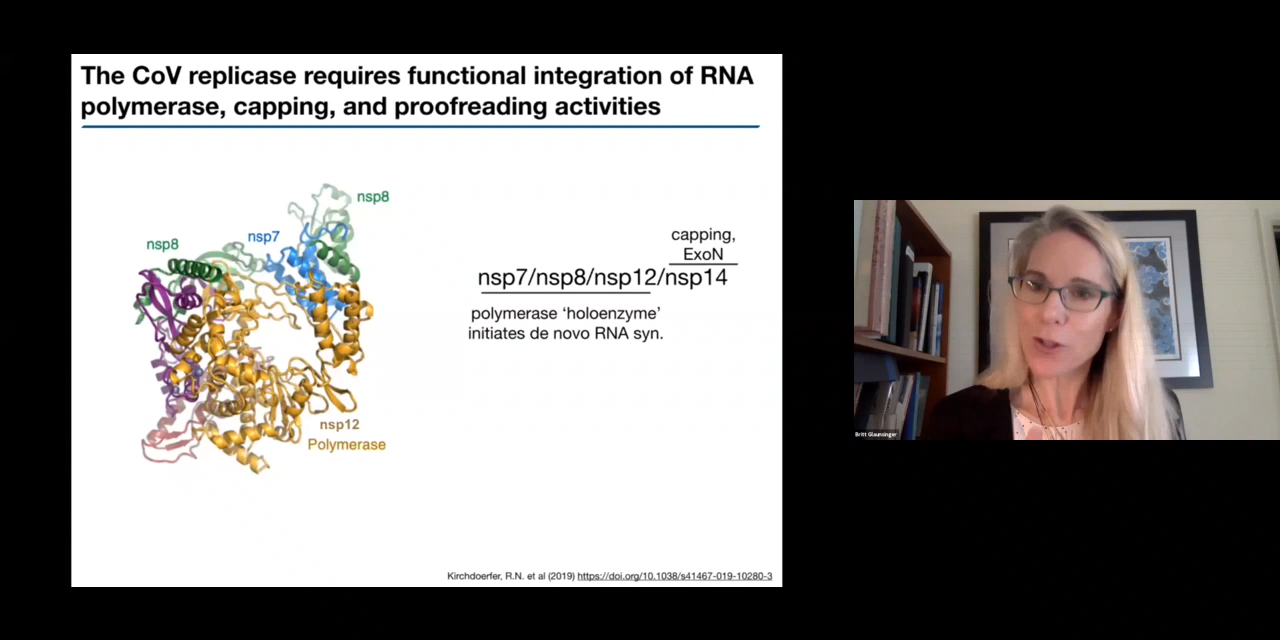 The CoV replicase requires functional integration of RNA
polymerase, capping, and proofreading activities
nsp8
nsp7
nsp8
nsp12
Polymerase
capping,
ExoN
nsp7/nsp8/nsp12/nsp14
polymerase ‘holoenzyme’
initiates de novo RNA syn.
Kirchdoerfer, R.N. et al (2019) https://doi.org/10.1038/s41467-019-10280-3
Britt Glaunsinger